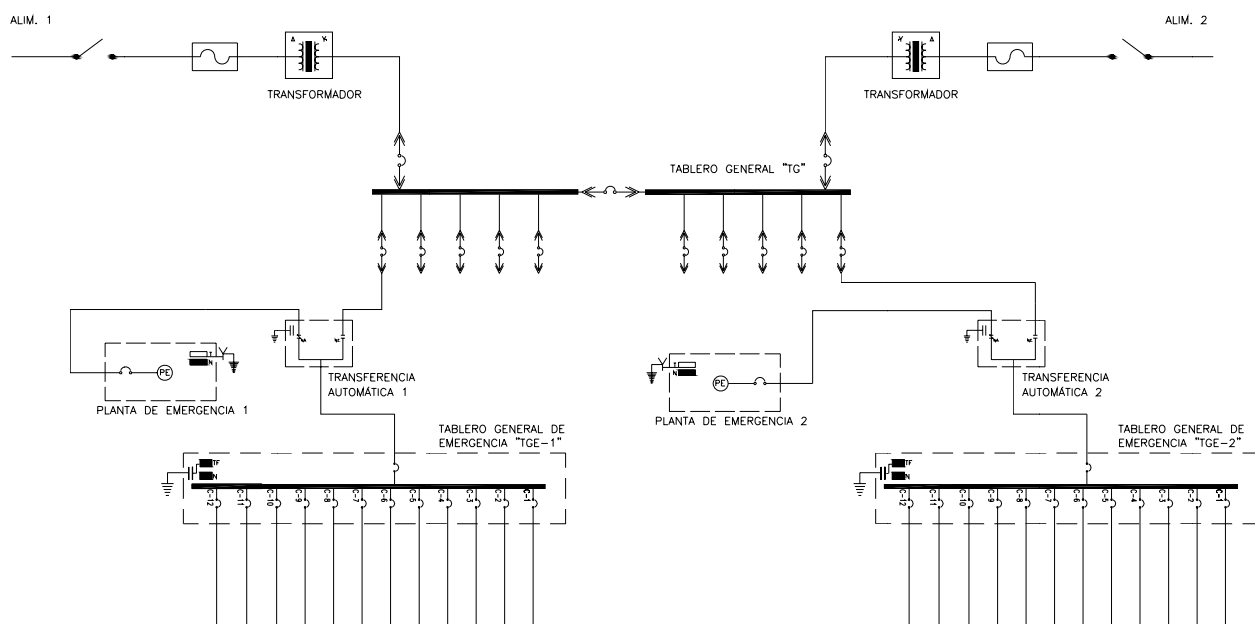 ALIM. 1
ALIM. 2
TRANSFORMADOR
TRANSFORMADOR
TABLERO GENERAL "TG"
T
N
PE
PLANTA DE EMERGENCIA 1
TRANSFERENCIA
AUTOMÁTICA 1
T
N
PE
PLANTA DE EMERGENCIA 2
TRANSFERENCIA
AUTOMÁTICA 2
TABLERO GENERAL DE
EMERGENCIA "TGE-1"
TF
N
C-12
C-11
C-10
C-9
C-8
C-7
C-6
C-5
C-4
C-3
C-2
C-1
TABLERO GENERAL DE
EMERGENCIA "TGE-2"
TF
N
C-12
C-11
C-10
C-9
C-8
C-7
C-6
C-5
C-4
C-3
C-2
C-1